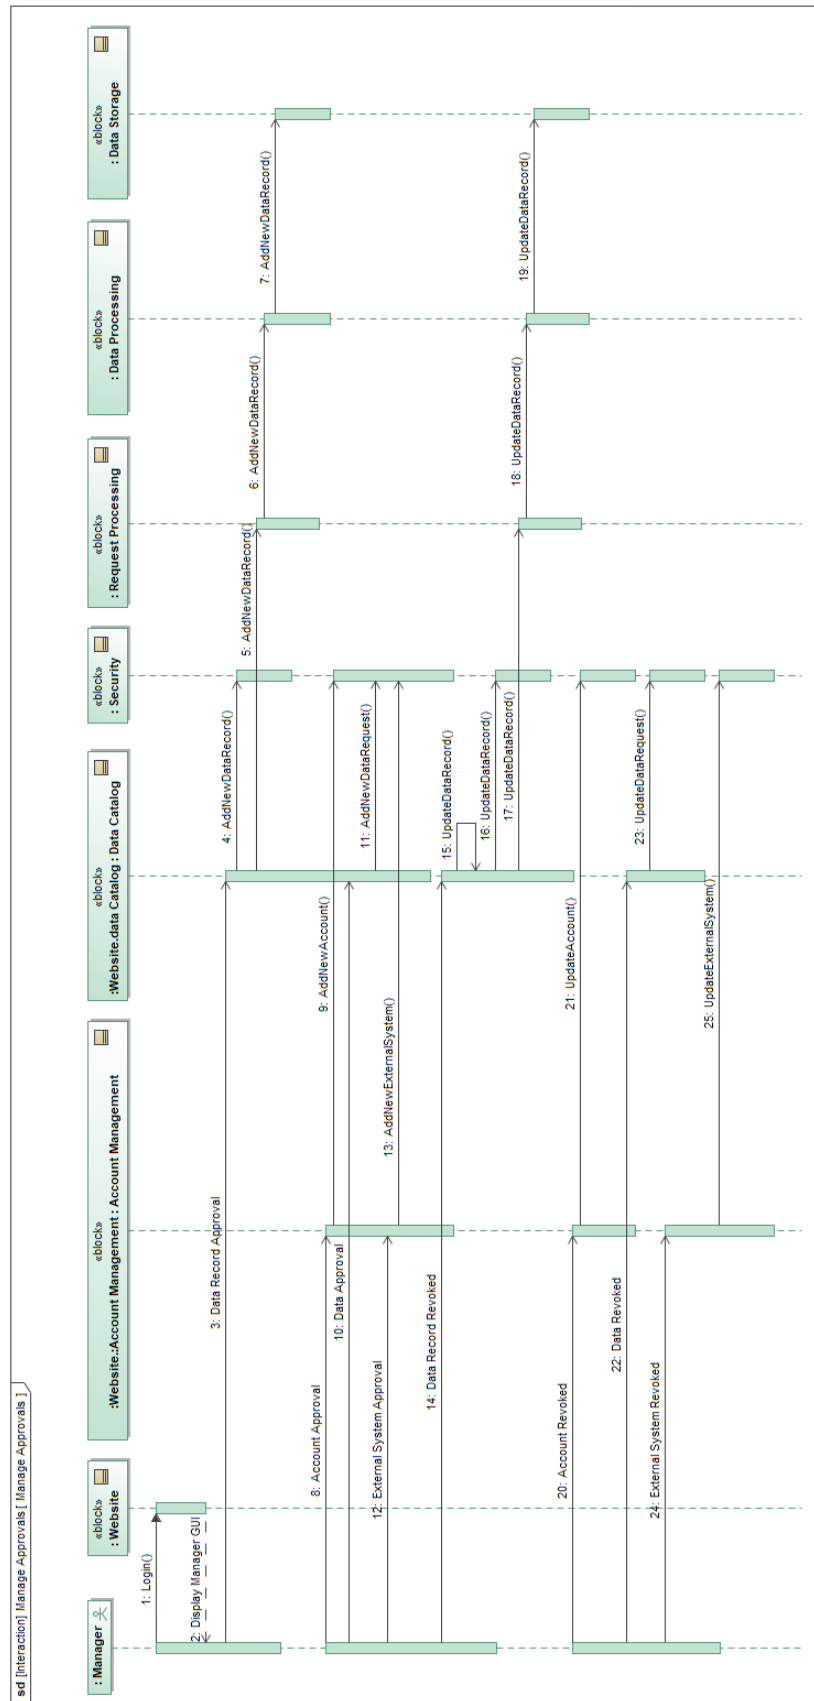 sd [Interaction] Manage Approvals [ Manage Approvals ]
: Manager
«block»
: Website
«block»
:Website.:Account Management : Account Management
«block»
:Website.data Catalog : Data Catalog
«block»
: Security
«block»
: Request Processing
«block»
: Data Processing
«block»
: Data Storage
1: Login()
2: Display Manager GUI
3: Data Record Approval
4: AddNewDataRecord()
5: AddNewDataRecord()
6: AddNewDataRecord()
7: AddNewDataRecord()
8: Account Approval
9: AddNewAccount()
10: Data Approval
11: AddNewDataRequest()
12: External System Approval
13: AddNewExternalSystem()
14: Data Record Revoked
15: UpdateDataRecord()
16: UpdateDataRecord()
17: UpdateDataRecord()
18: UpdateDataRecord()
19: UpdateDataRecord()
20: Account Revoked
21: UpdateAccount()
22: Data Revoked
23: UpdateDataRequest()
24: External System Revoked
25: UpdateExternalSystem()